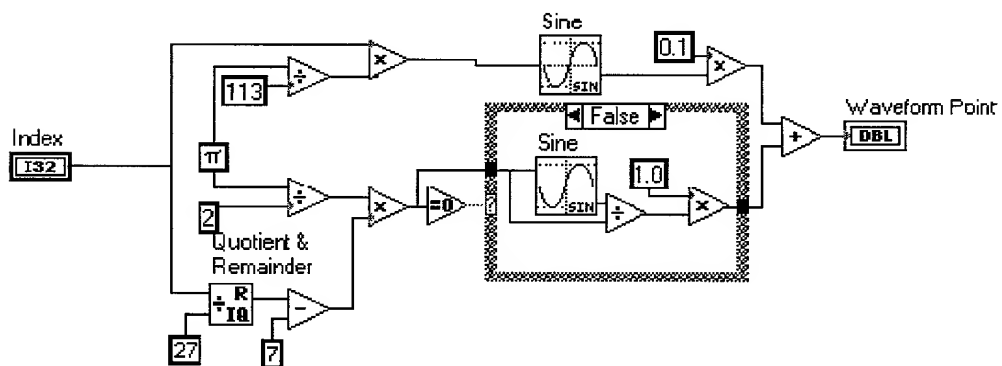 Sine
0.1
×
÷
×
113
SIN
False
Waveform Point
Index
I32
π
Sine
+
DBL
÷
×
=0
?
1.0
×
SIN
÷
2
Quotient &
Remainder
R
÷
IQ
-
27
7